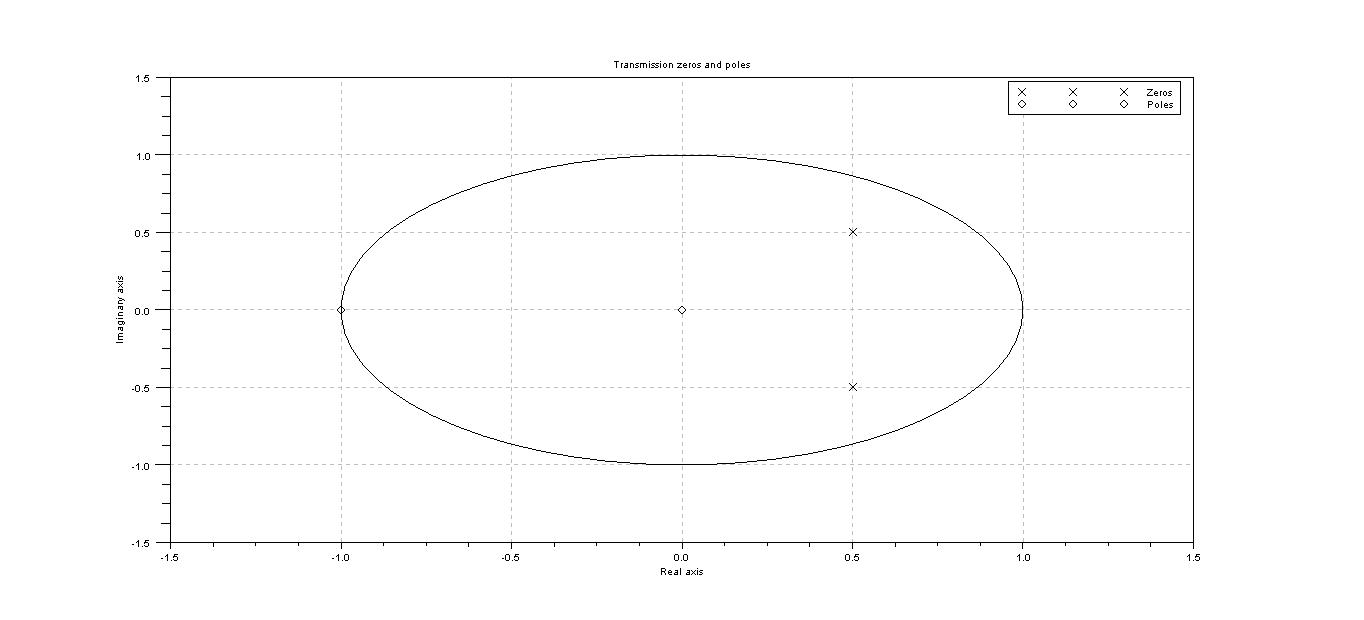 Transmission zeros and poles
Zeros
Poles
1.5
1.0
0.5
0.0
-0.5
-1.0
-1.5
Imaginary axis
-1.5 -1.0 -0.5 0.0 0.5 1.0 1.5
Real axis